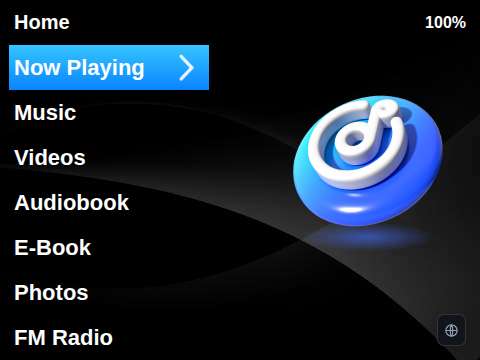 Home
100%
Now Playing
Music
Videos
Audiobook
E-Book
Photos
FM Radio